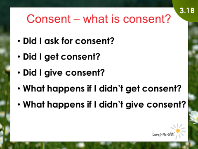 3.18
Consent – what is consent?
• Did I ask for consent?
• Did I get consent?
• Did I give consent?
• What happens if I didn't get consent?
• What happens if I didn't give consent?